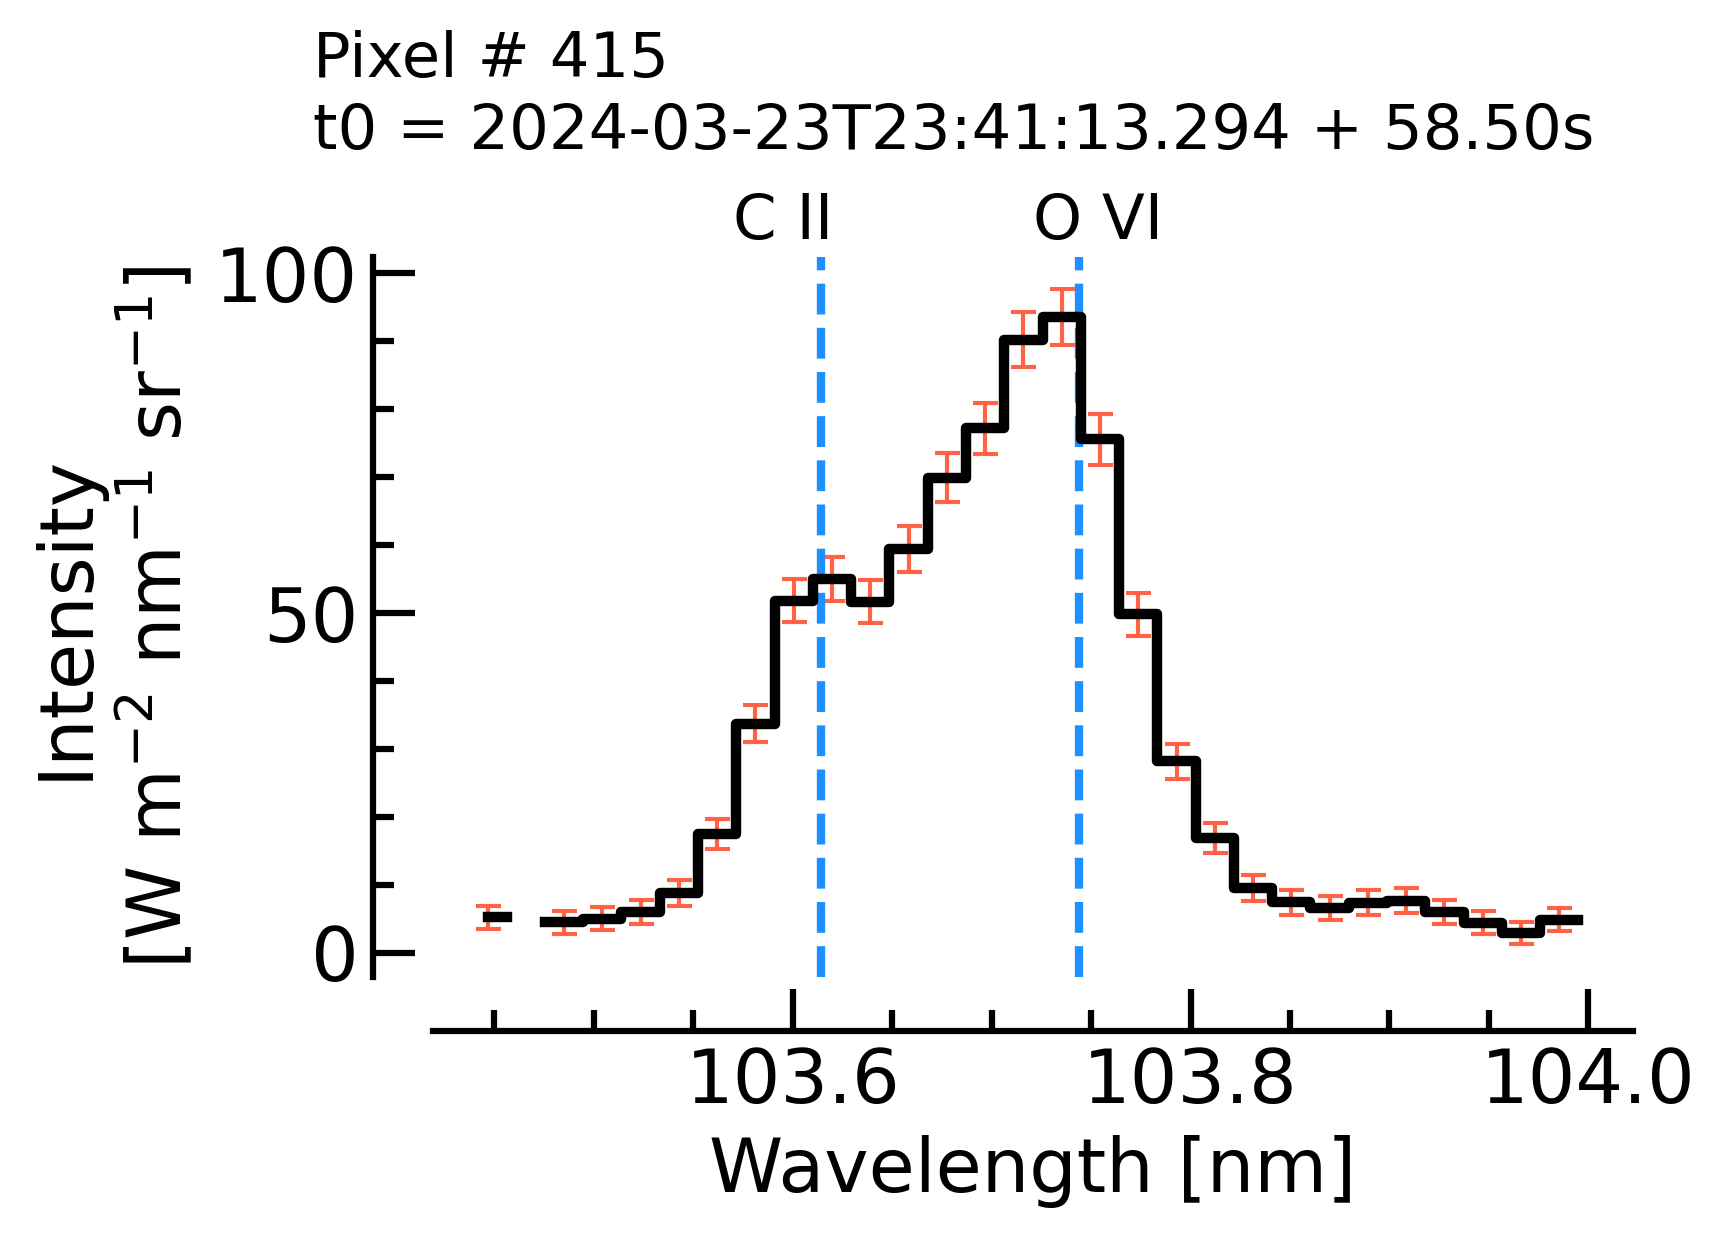 Pixel # 415
t0 = 2024-03-23T23:41:13.294 + 58.50s
C II
O VI
100
50
0
Intensity
[W m⁻² nm⁻¹ sr⁻¹]
103.6
103.8
104.0
Wavelength [nm]